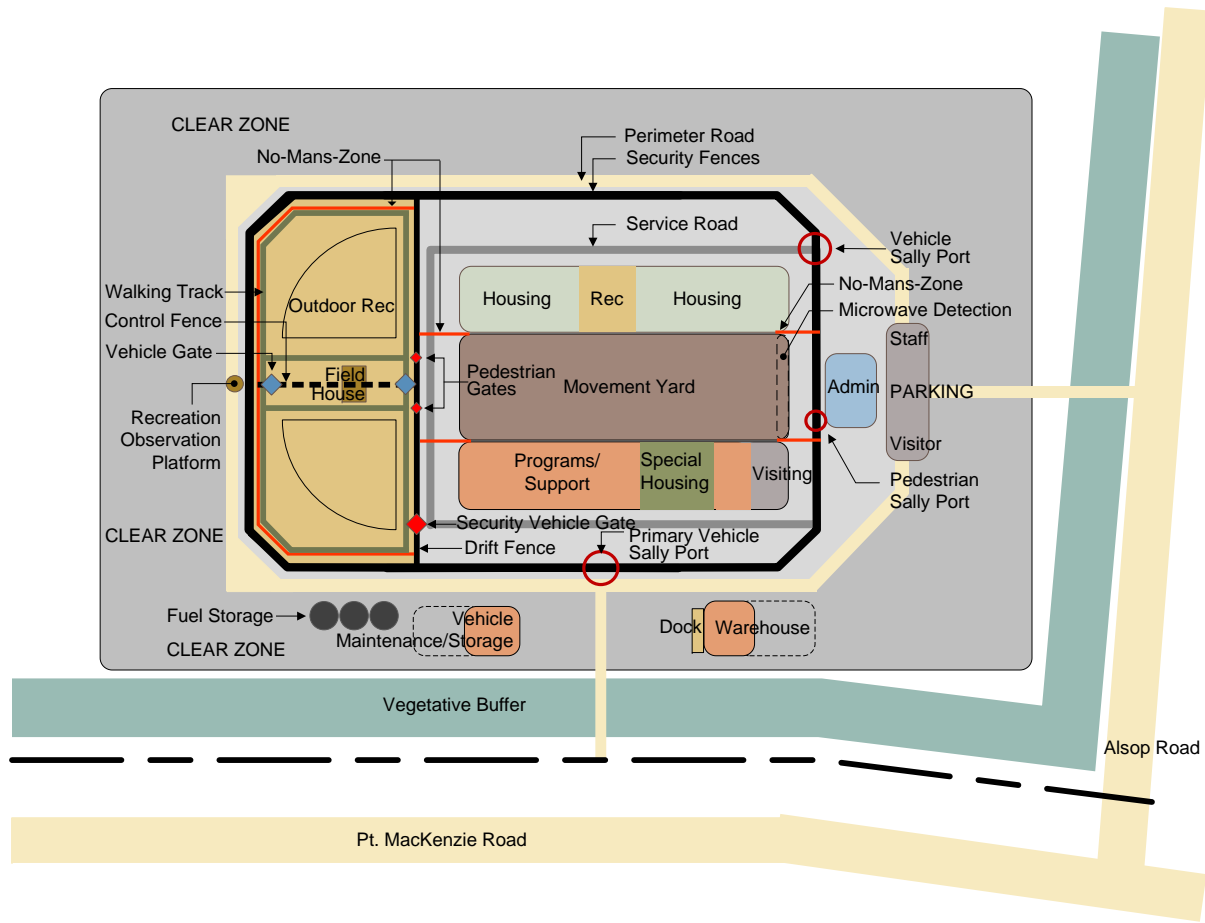 CLEAR ZONE
Perimeter Road
Security Fences
No-Mans-Zone
Service Road
Vehicle
Sally Port
No-Mans-Zone
Microwave Detection
Walking Track
Control Fence
Vehicle Gate
Outdoor Rec
Housing
Rec
Housing
Staff
PARKING
Visitor
Admin
Field
House
Pedestrian
Gates
Movement Yard
Recreation
Observation
Platform
Programs/
Support
Special
Housing
Visiting
Pedestrian
Sally Port
Security Vehicle Gate
Drift Fence
Primary Vehicle
Sally Port
CLEAR ZONE
Fuel Storage
Vehicle
Maintenance/Storage
Dock
Warehouse
CLEAR ZONE
Vegetative Buffer
Alsop Road
Pt. MacKenzie Road